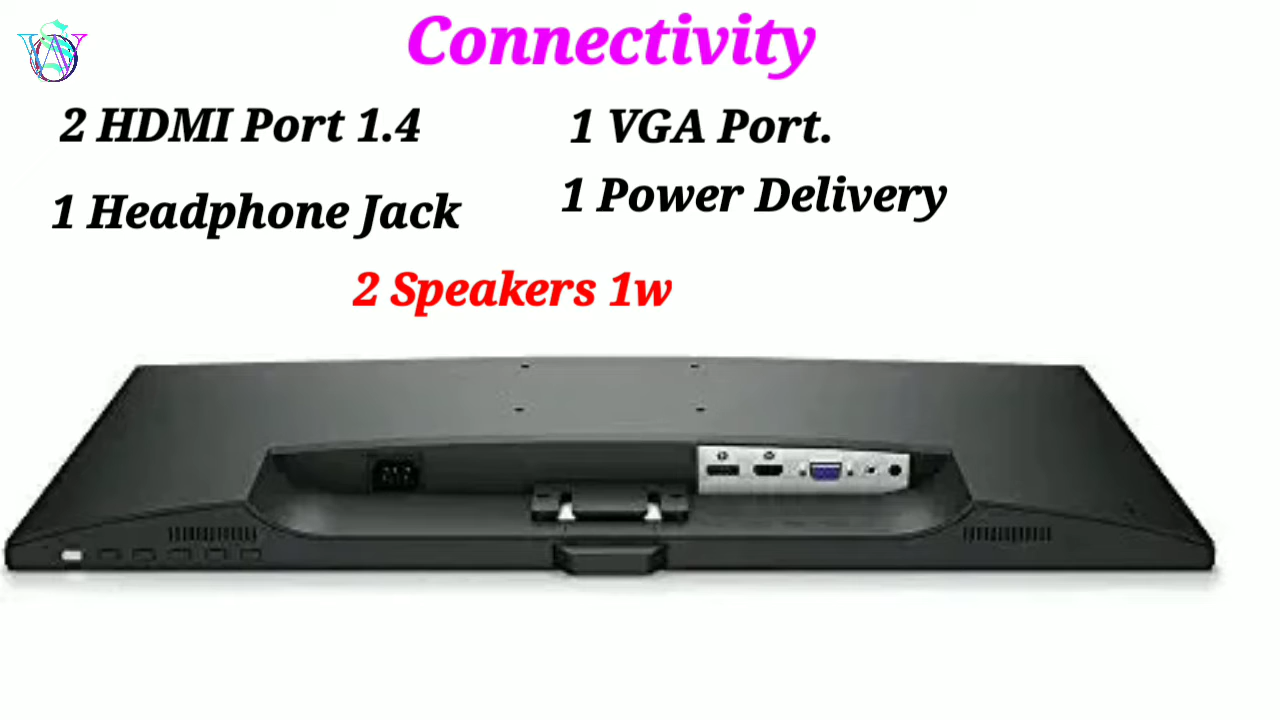 Connectivity
2 HDMI Port 1.4
1 VGA Port.
1 Headphone Jack
1 Power Delivery
2 Speakers 1w